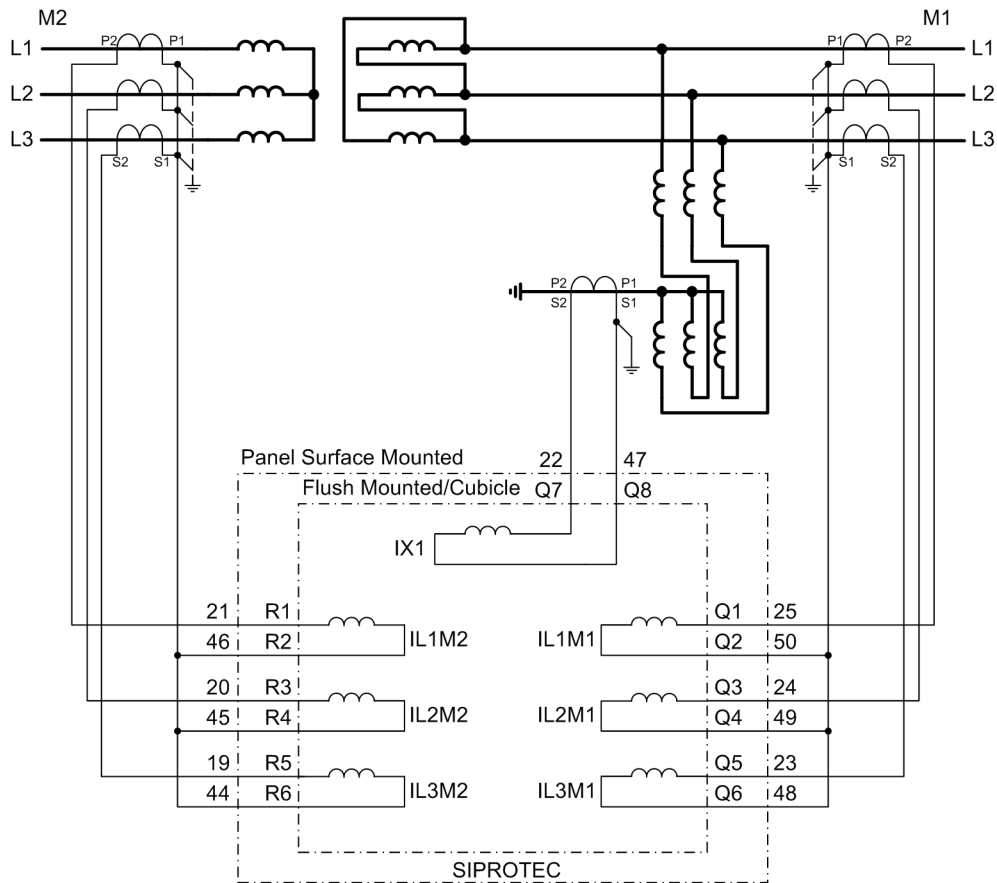 M2 M1
L1 P2 P1 P1 P2 L1
L2 L2
L3 L3
S2 S1 S1 S2
P2 P1
S2 S1
Panel Surface Mounted 22 47
Flush Mounted/Cubicle Q7 Q8
IX1
21 R1 Q1 25
46 R2 IL1M2 IL1M1 Q2 50
20 R3 Q3 24
45 R4 IL2M2 IL2M1 Q4 49
19 R5 Q5 23
44 R6 IL3M2 IL3M1 Q6 48
SIPROTEC